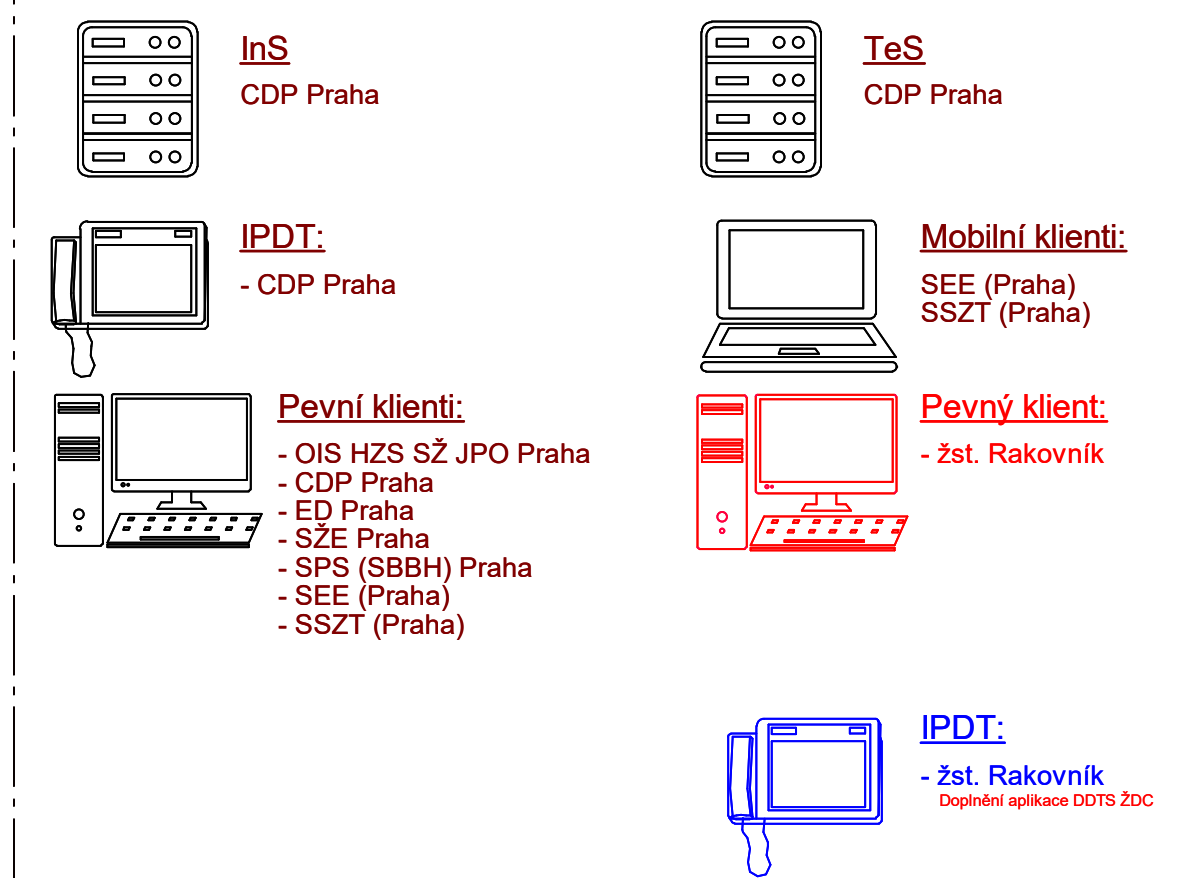 InS
CDP Praha
TeS
CDP Praha
IPDT:
- CDP Praha
Mobilní klienti:
SEE (Praha)
SSZT (Praha)
Pevní klienti:
- OIS HZS SŽ JPO Praha
- CDP Praha
- ED Praha
- SŽE Praha
- SPS (SBBH) Praha
- SEE (Praha)
- SSZT (Praha)
Pevný klient:
- žst. Rakovník
IPDT:
- žst. Rakovník
Doplnění aplikace DDTS ŽDC